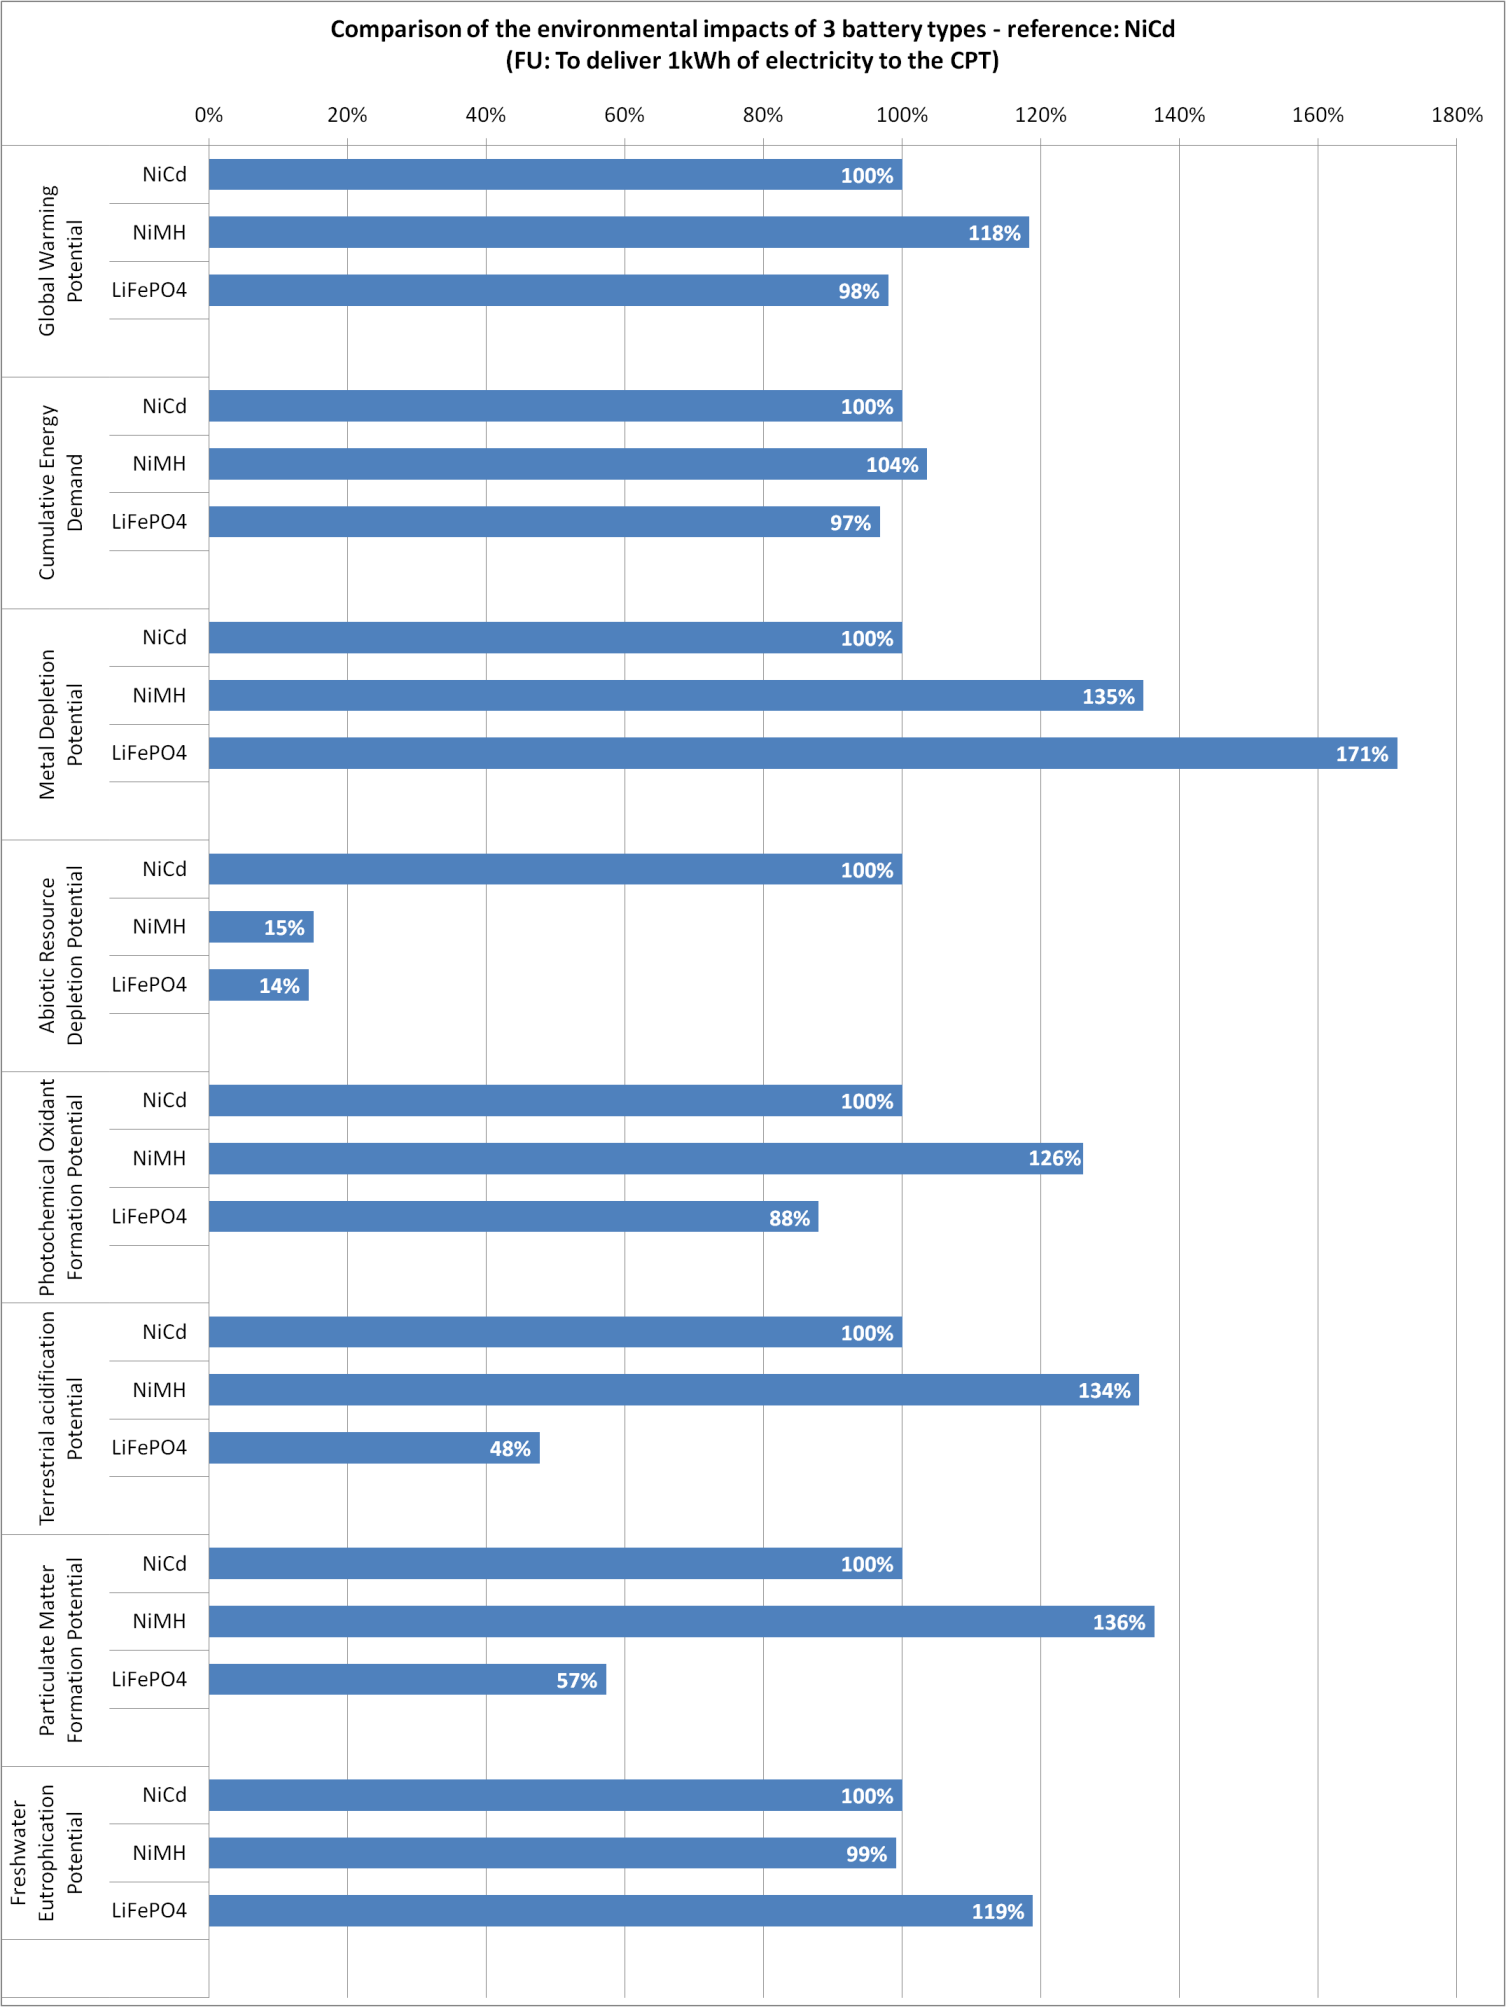 Comparison of the environmental impacts of 3 battery types - reference: NiCd
(FU: To deliver 1kWh of electricity to the CPT)
0% 20% 40% 60% 80% 100% 120% 140% 160% 180%
Global Warming
Potential
NiCd 100%
NiMH 118%
LiFePO4 98%
Cumulative Energy
Demand
NiCd 100%
NiMH 104%
LiFePO4 97%
Metal Depletion
Potential
NiCd 100%
NiMH 135%
LiFePO4 171%
Abiotic Resource
Depletion Potential
NiCd 100%
NiMH 15%
LiFePO4 14%
Photochemical Oxidant
Formation Potential
NiCd 100%
NiMH 126%
LiFePO4 88%
Terrestrial acidification
Potential
NiCd 100%
NiMH 134%
LiFePO4 48%
Particulate Matter
Formation Potential
NiCd 100%
NiMH 136%
LiFePO4 57%
Freshwater
Eutrophication
Potential
NiCd 100%
NiMH 99%
LiFePO4 119%